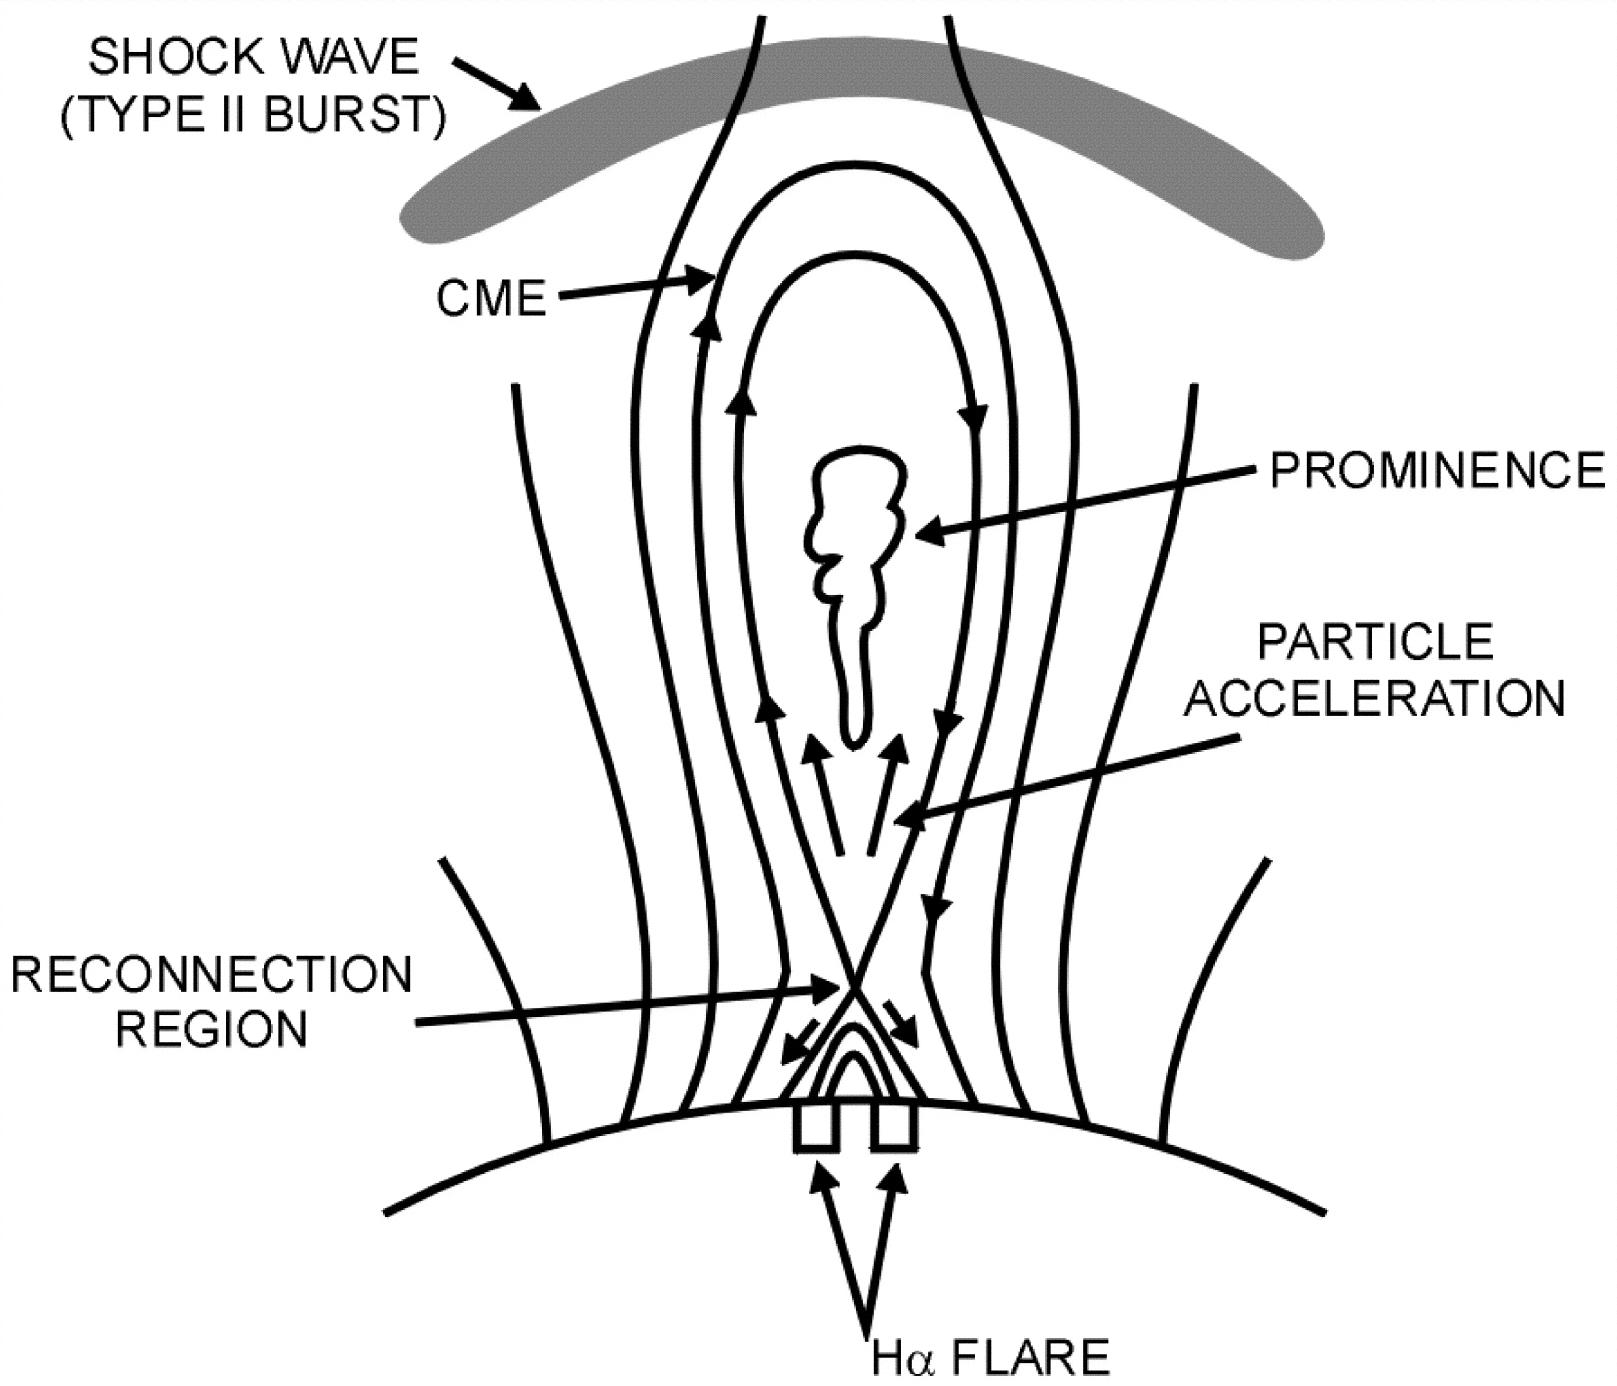 SHOCK WAVE
(TYPE II BURST)
CME
PROMINENCE
PARTICLE
ACCELERATION
RECONNECTION
REGION
Hα FLARE